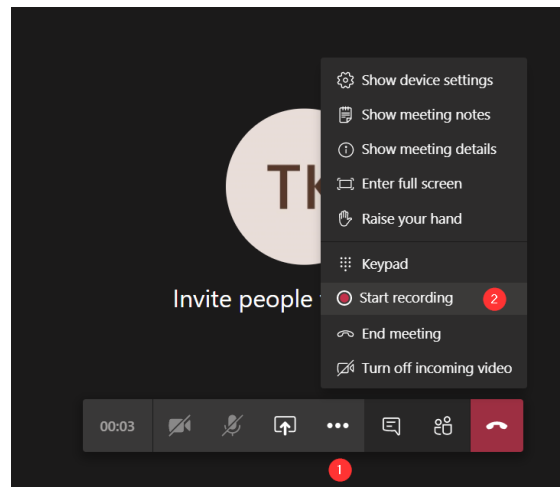 Show device settings
Show meeting notes
Show meeting details
Enter full screen
Raise your hand
Keypad
Start recording 2
End meeting
Turn off incoming video
Invite people
00:03
1